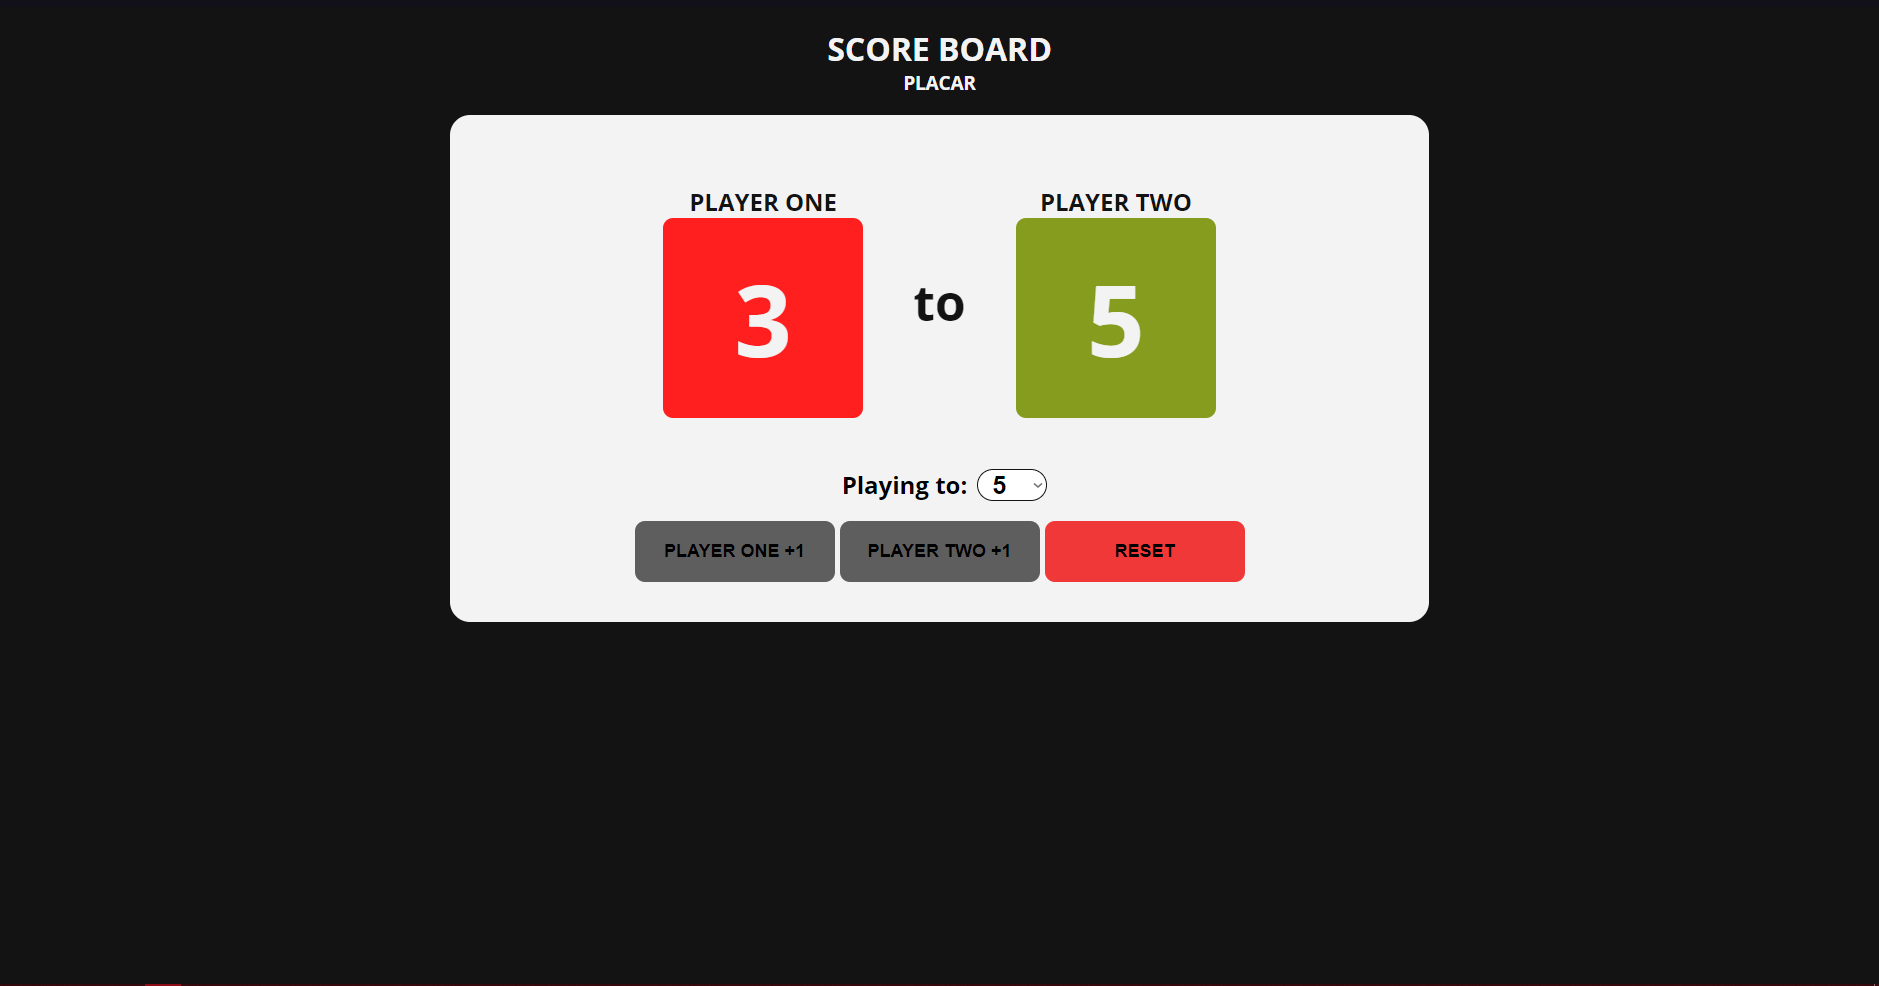 SCORE BOARD
PLACAR
PLAYER ONE
PLAYER TWO
3 to 5
Playing to: 5
PLAYER ONE +1
PLAYER TWO +1
RESET